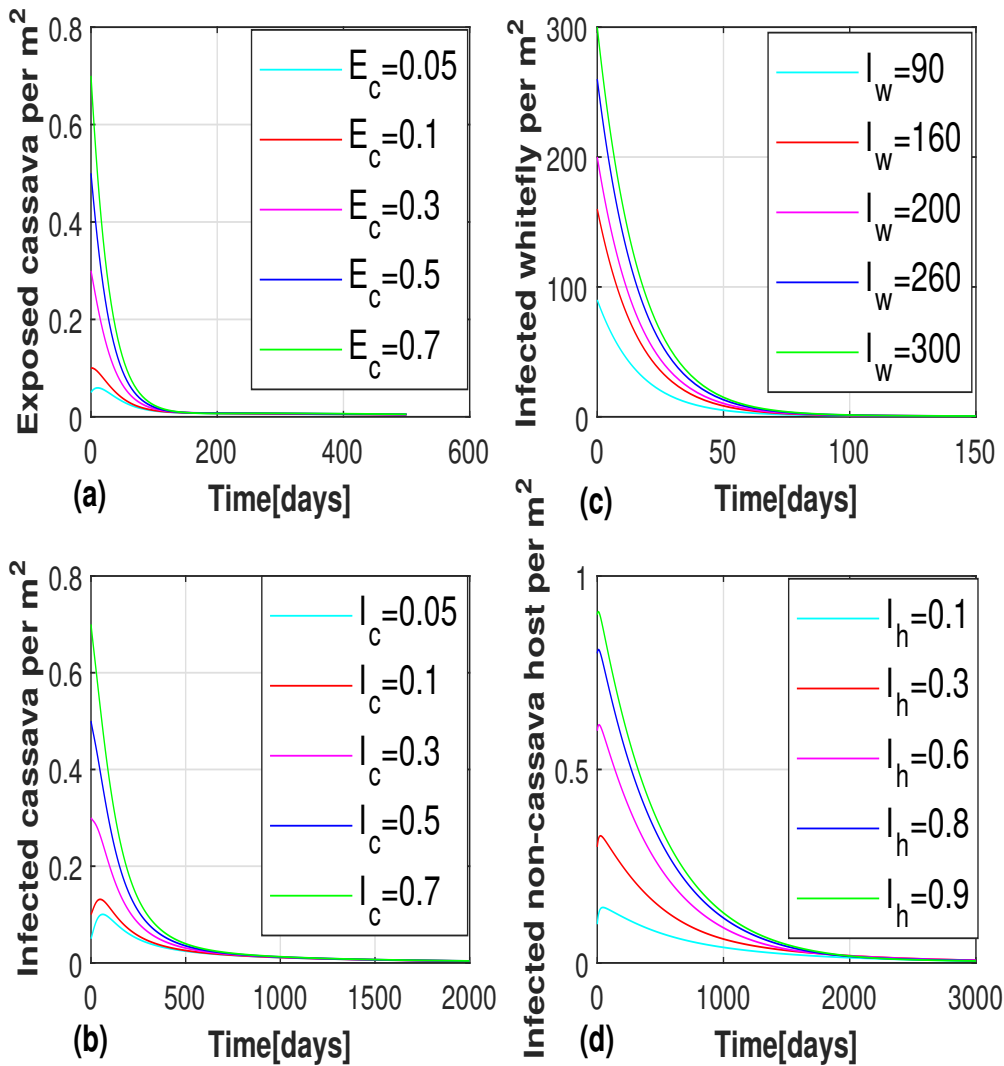 Exposed cassava per m²
0.8
0.6
0.4
0.2
0
0
200
400
600
E_c=0.05
E_c=0.1
E_c=0.3
E_c=0.5
E_c=0.7
(a)
Time[days]
Infected whitefly per m²
300
200
100
0
0
50
100
150
I_w=90
I_w=160
I_w=200
I_w=260
I_w=300
(c)
Time[days]
Infected cassava per m²
0.8
0.6
0.4
0.2
0
0
500
1000
1500
2000
I_c=0.05
I_c=0.1
I_c=0.3
I_c=0.5
I_c=0.7
(b)
Time[days]
Infected non-cassava host per m²
1
0.5
0
0
1000
2000
3000
I_h=0.1
I_h=0.3
I_h=0.6
I_h=0.8
I_h=0.9
(d)
Time[days]